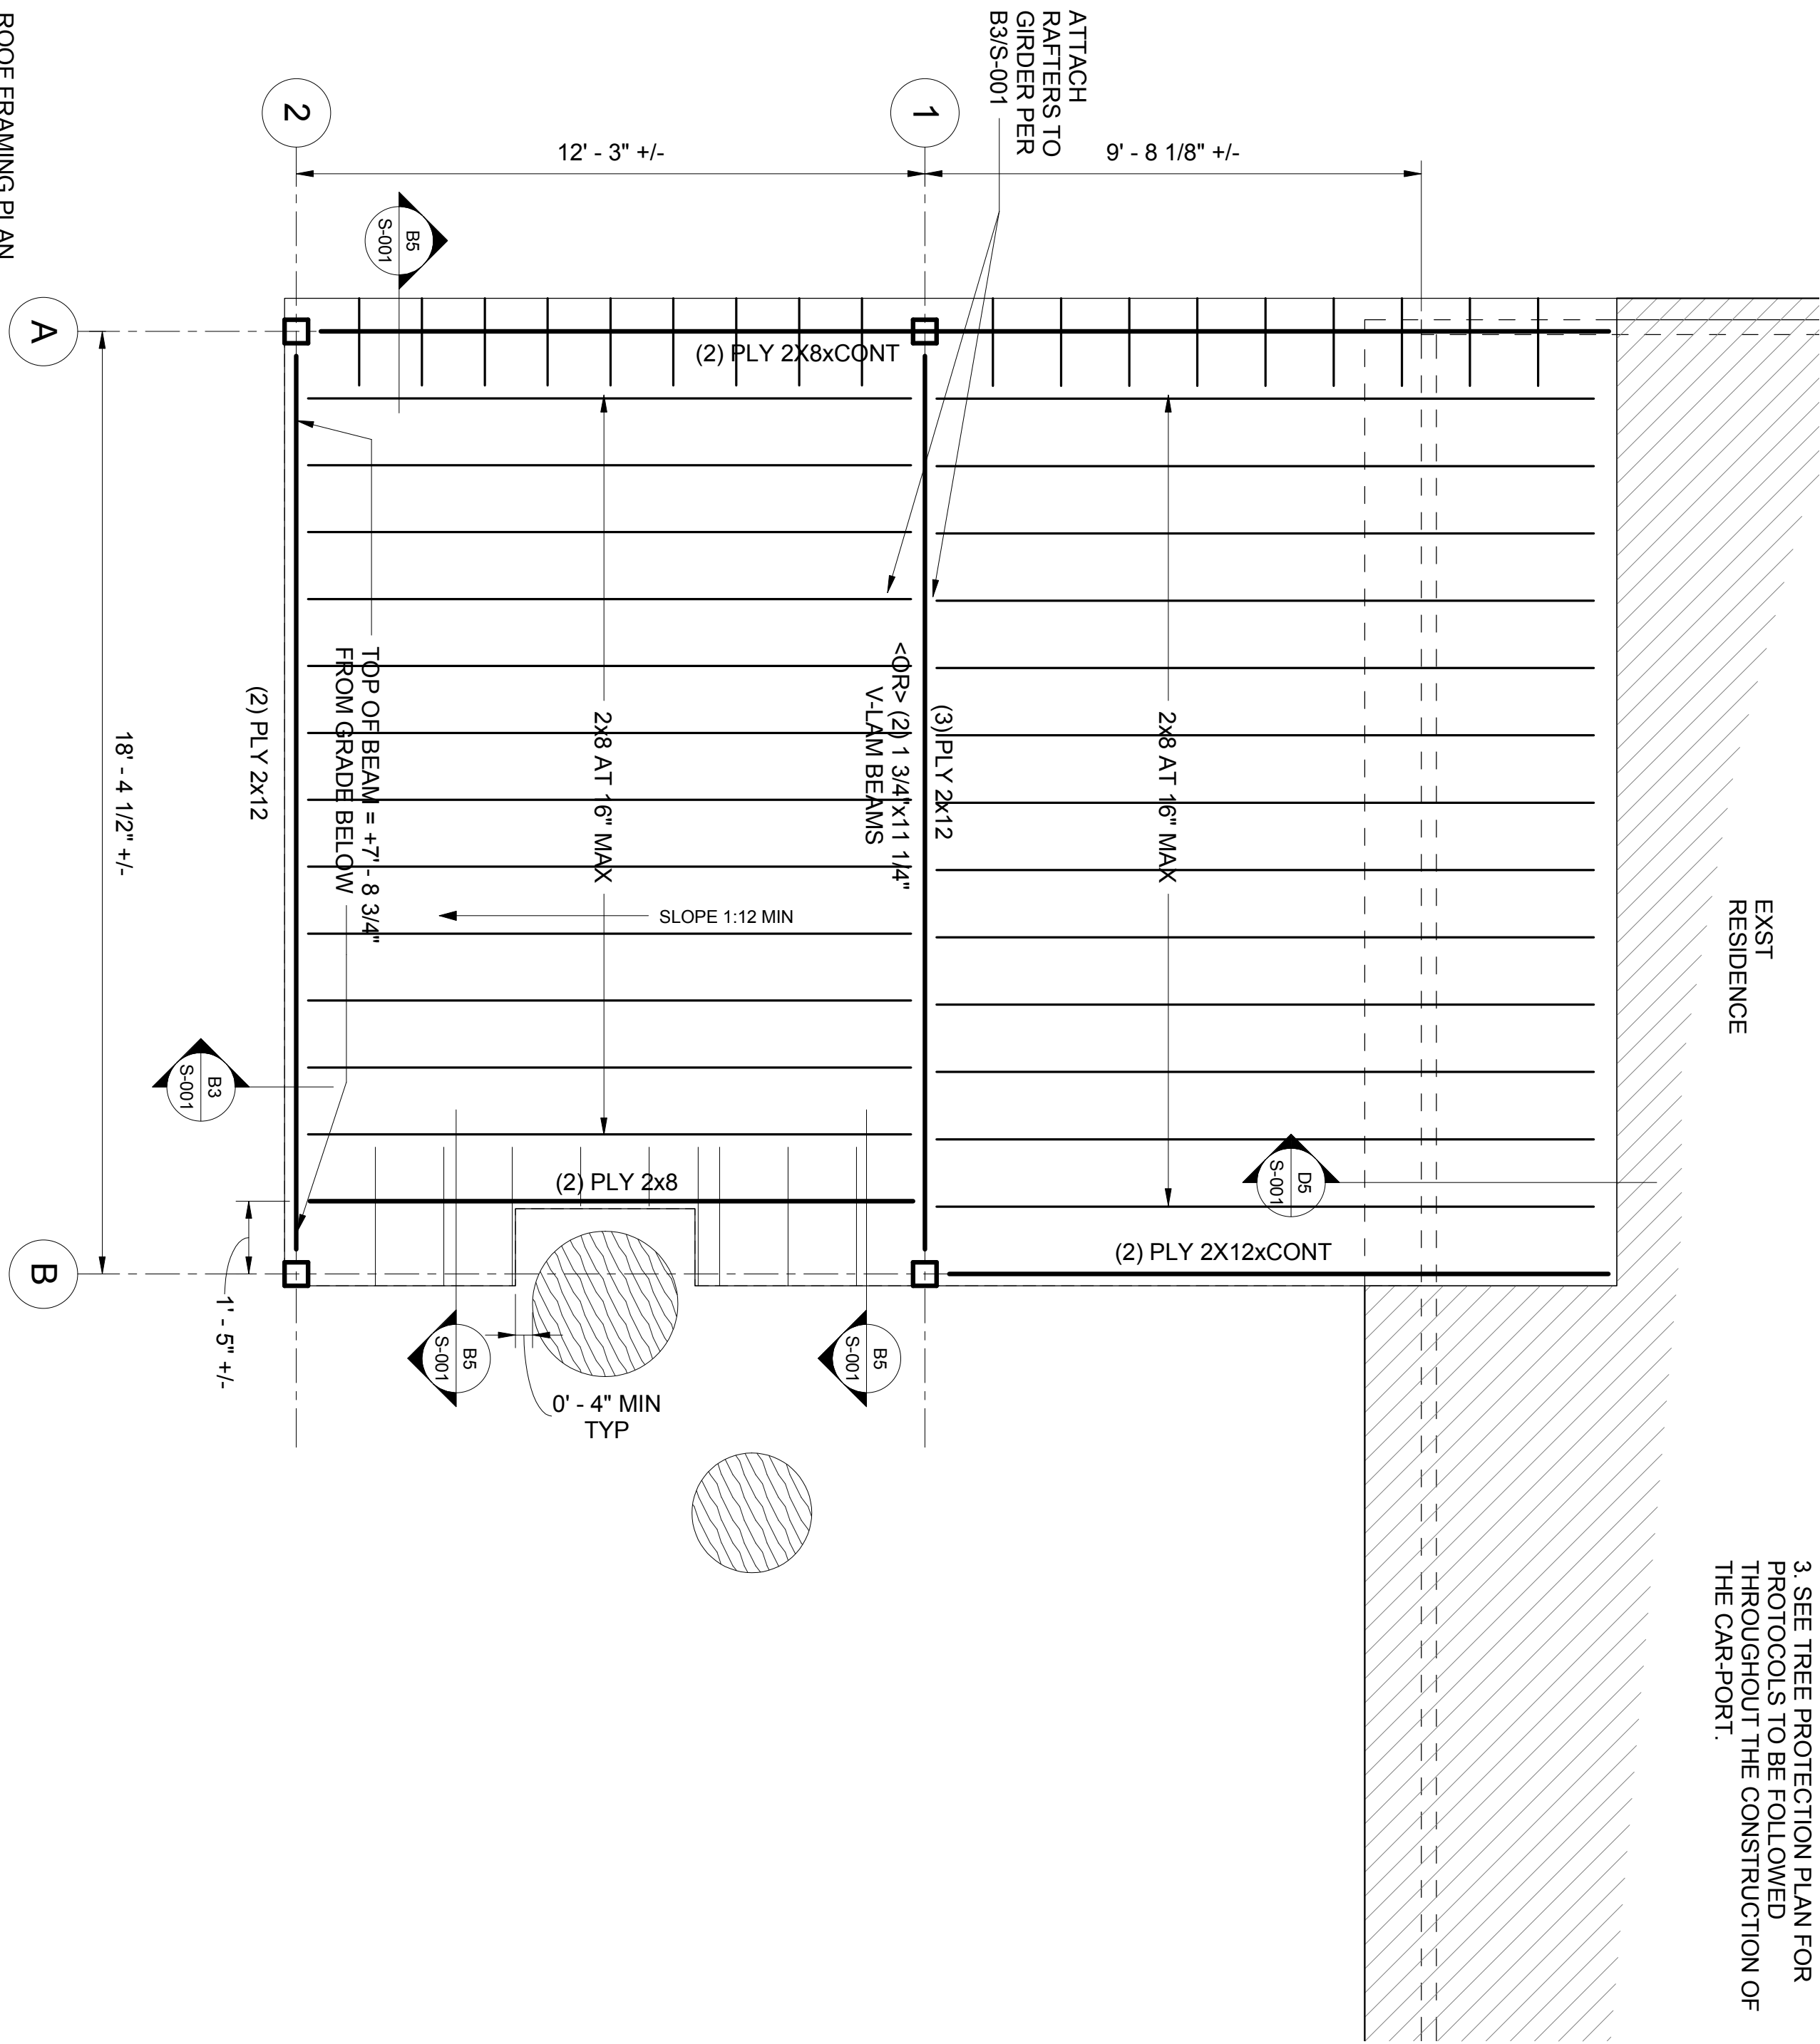 3. SEE TREE PROTECTION PLAN FOR
PROTOCOLS TO BE FOLLOWED
THROUGHOUT THE CONSTRUCTION OF
THE CAR-PORT.
EXST
RESIDENCE
ATTACH
RAFTERS TO
GIRDER PER
B3/S-001
1
2
9' - 8 1/8" +/-
12' - 3" +/-
B5
S-001
(2) PLY 2X8xCONT
2x8 AT 16" MAX
(3) PLY 2x12
<OR> (2) 1 3/4"x11 1/4"
V-LAM BEAMS
2x8 AT 16" MAX
SLOPE 1:12 MIN
TOP OF BEAM = +7' - 8 3/4"
FROM GRADE BELOW
(2) PLY 2x12
D5
S-001
(2) PLY 2X12xCONT
(2) PLY 2x8
B3
S-001
B5
S-001
B5
S-001
0' - 4" MIN
TYP
1' - 5" +/-
18' - 4 1/2" +/-
A
B
ROOF FRAMING PLAN